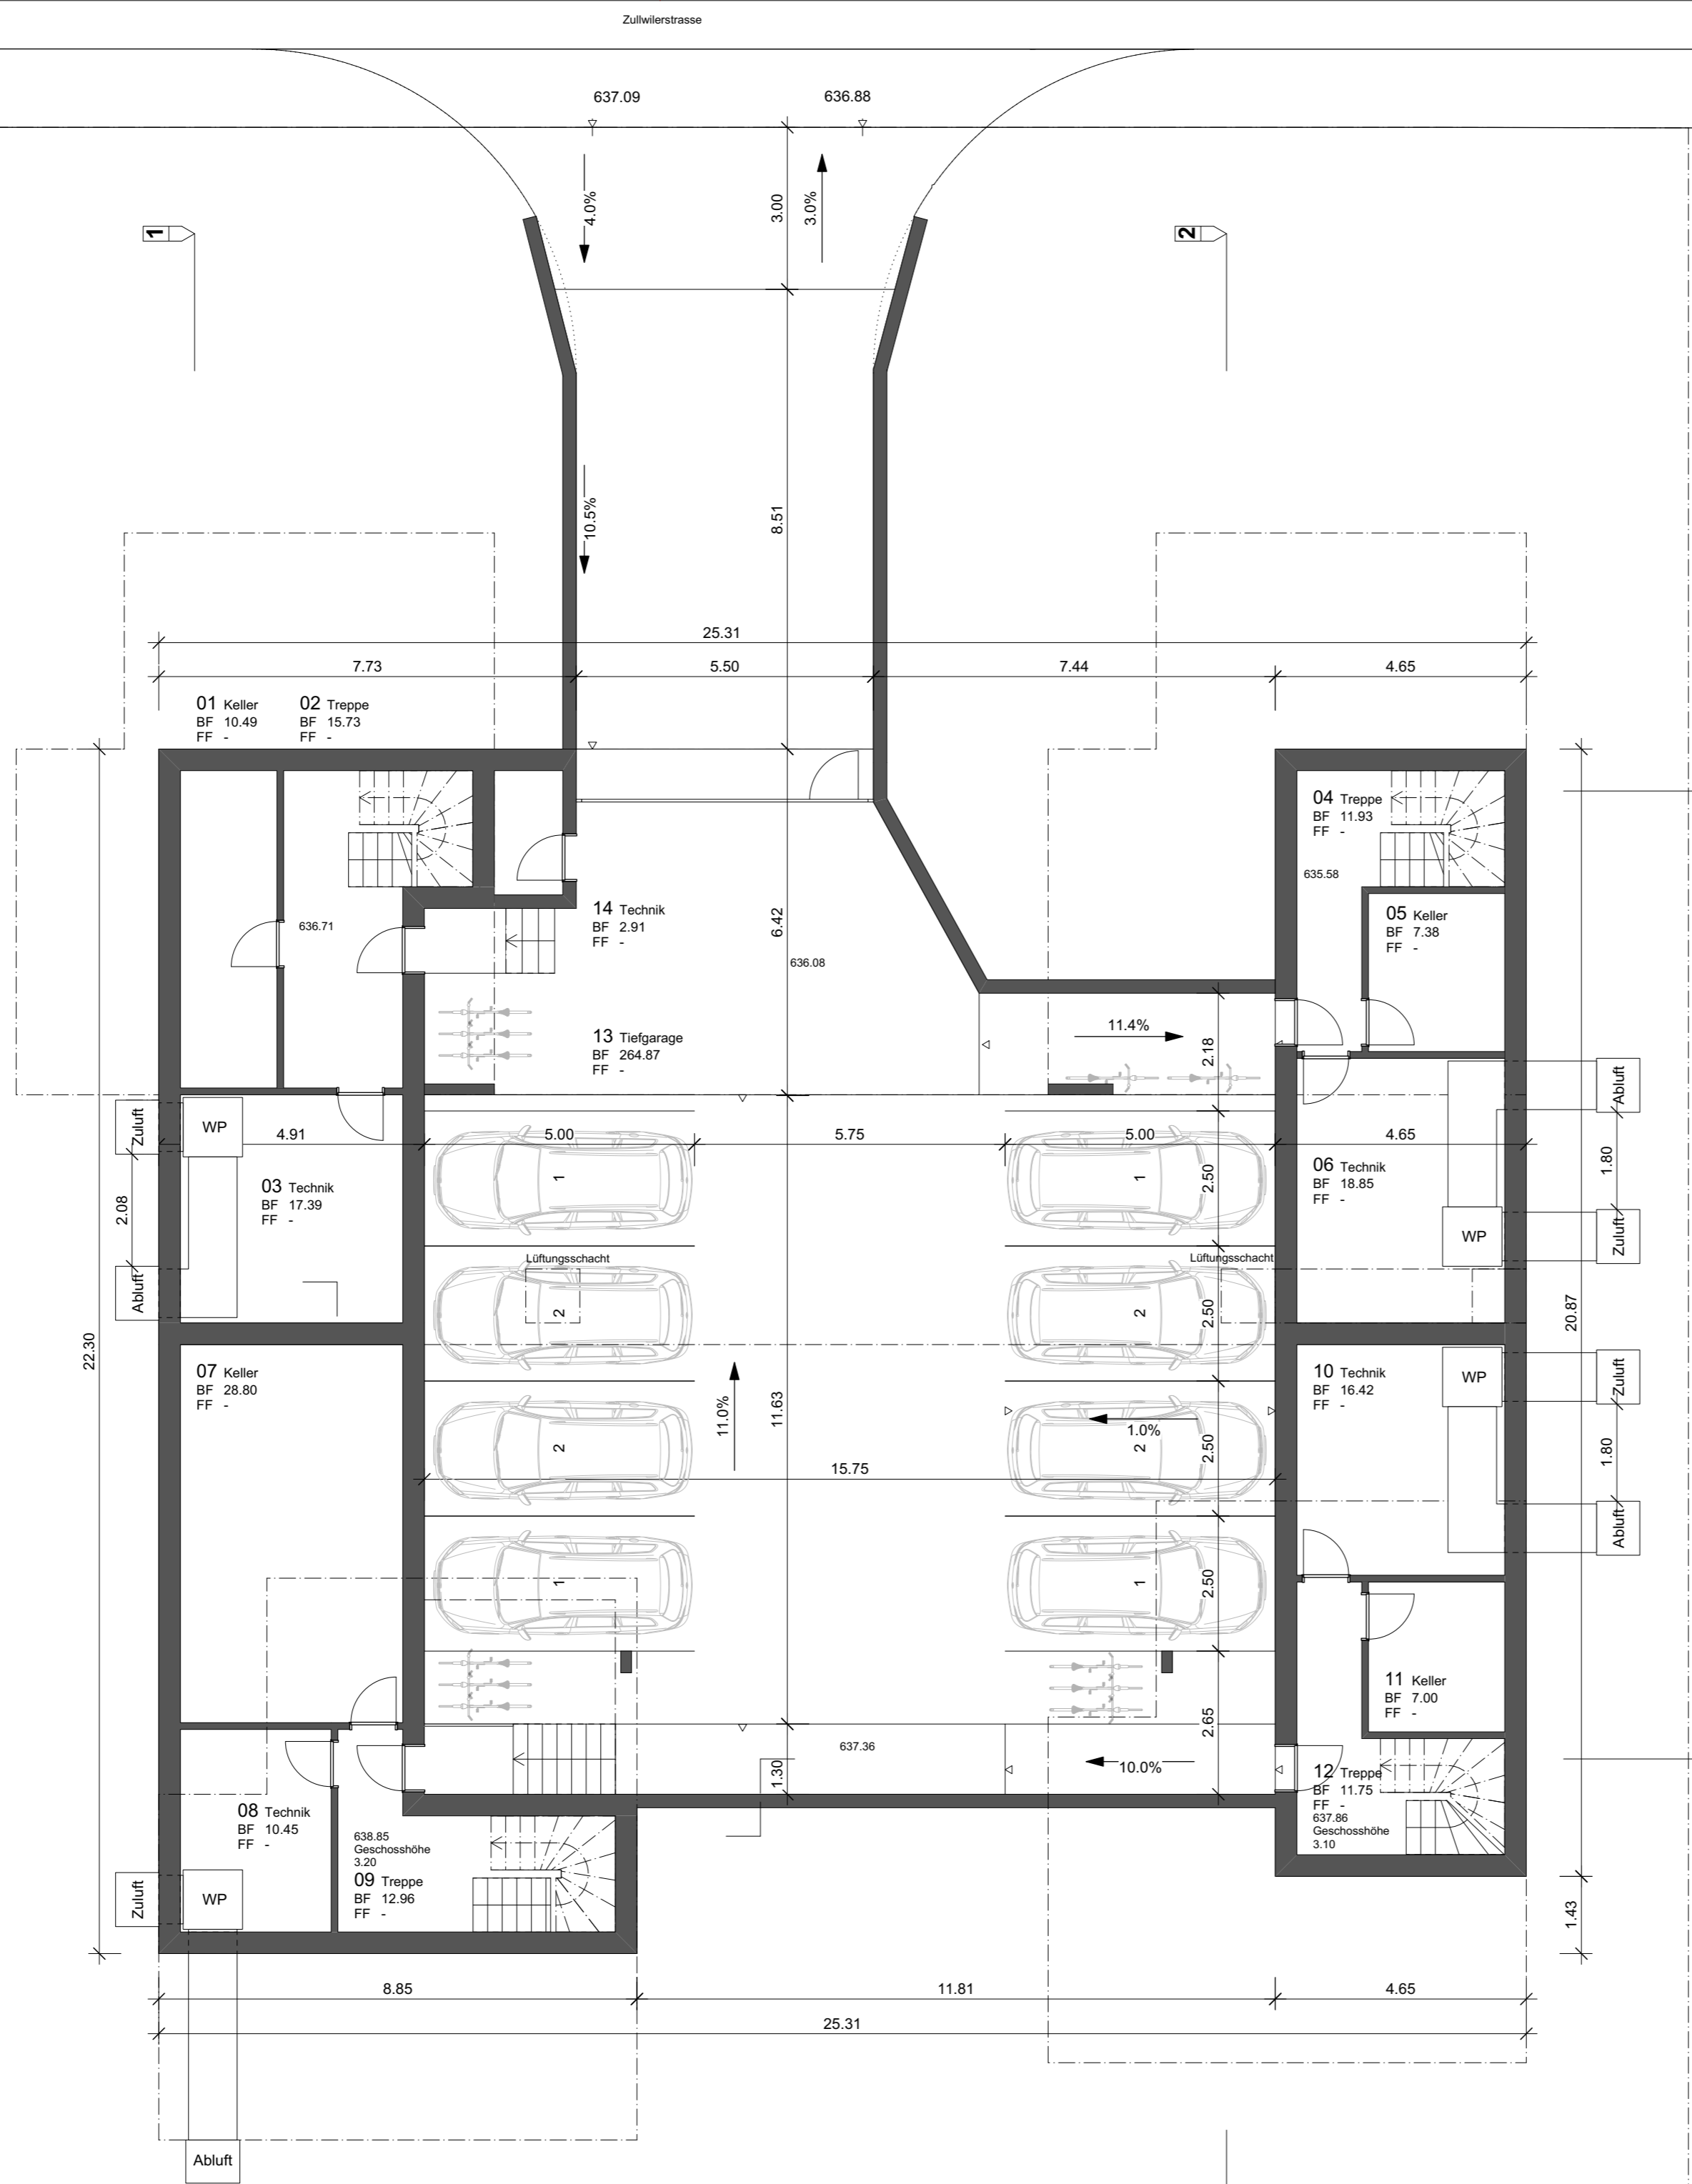 Zullwilerstrasse
637.09
636.88
4.0%
3.00
3.0%
1
2
10.5%
8.51
25.31
7.73
5.50
7.44
4.65
01 Keller
BF 10.49
FF -
02 Treppe
BF 15.73
FF -
04 Treppe
BF 11.93
FF -
635.58
636.71
14 Technik
BF 2.91
FF -
6.42
636.08
05 Keller
BF 7.38
FF -
13 Tiefgarage
BF 264.87
FF -
11.4%
2.18
Zuluft
WP
4.91
5.00
5.75
5.00
4.65
Abluft
1.80
2.08
03 Technik
BF 17.39
FF -
1
1
2.50
06 Technik
BF 18.85
FF -
WP
Zuluft
Abluft
Lüftungsschacht
Lüftungsschacht
2
2
2.50
22.30
20.87
07 Keller
BF 28.80
FF -
11.0%
11.63
2
1.0%
2
2.50
10 Technik
BF 16.42
FF -
WP
Zuluft
1.80
Abluft
15.75
1
1
2.50
11 Keller
BF 7.00
FF -
2.65
637.36
1.30
10.0%
12 Treppe
BF 11.75
FF -
637.86
Geschosshöhe
3.10
08 Technik
BF 10.45
FF -
638.85
Geschosshöhe
3.20
09 Treppe
BF 12.96
FF -
Zuluft
WP
1.43
8.85
11.81
4.65
25.31
Abluft